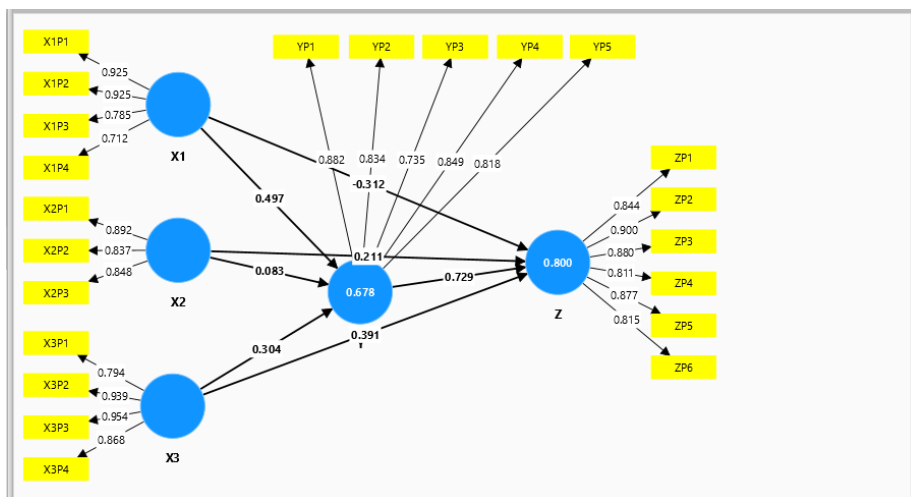 X1P1
X1P2
X1P3
X1P4
0.925
0.925
0.785
0.712
X1
YP1
YP2
YP3
YP4
YP5
0.882
0.834
0.735
0.849
0.818
-0.312
0.497
X2P1
X2P2
X2P3
0.892
0.837
0.848
X2
0.211
0.083
0.678
Y
0.729
0.391
0.304
X3P1
X3P2
X3P3
X3P4
0.794
0.939
0.954
0.868
X3
0.800
Z
0.844
0.900
0.880
0.811
0.877
0.815
ZP1
ZP2
ZP3
ZP4
ZP5
ZP6